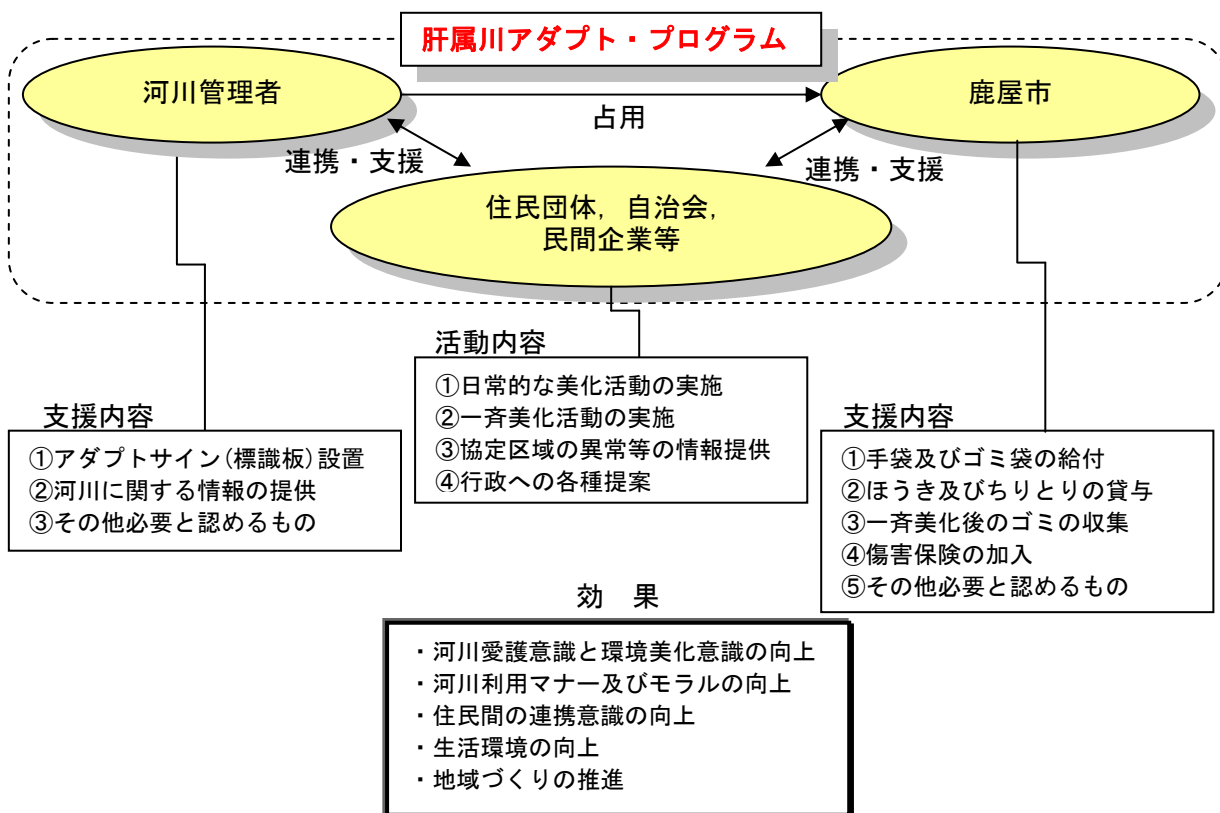 肝属川アダプト・プログラム
河川管理者
鹿屋市
占用
連携・支援
連携・支援
住民団体，自治会，
民間企業等
支援内容
①アダプトサイン(標識板)設置
②河川に関する情報の提供
③その他必要と認めるもの
活動内容
①日常的な美化活動の実施
②一斉美化活動の実施
③協定区域の異常等の情報提供
④行政への各種提案
支援内容
①手袋及びゴミ袋の給付
②ほうき及びちりとりの貸与
③一斉美化後のゴミの収集
④傷害保険の加入
⑤その他必要と認めるもの
効　果
・河川愛護意識と環境美化意識の向上
・河川利用マナー及びモラルの向上
・住民間の連携意識の向上
・生活環境の向上
・地域づくりの推進